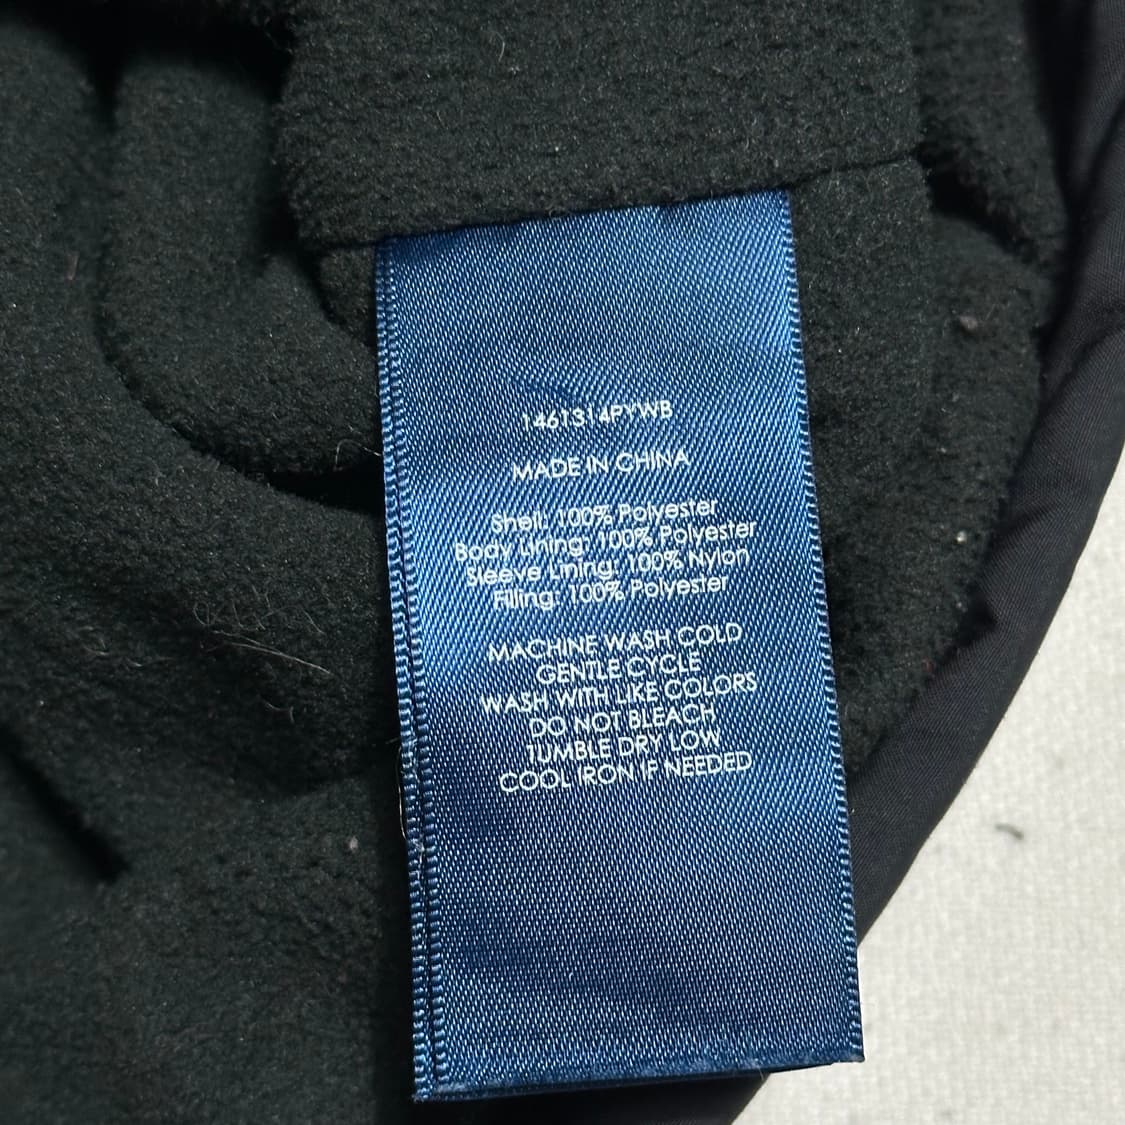 1461314PYWB
MADE IN CHINA
Shell: 100% Polyester
Body Lining: 100% Polyester
Sleeve Lining: 100% Nylon
Filling: 100% Polyester
MACHINE WASH COLD
GENTLE CYCLE
WASH WITH LIKE COLORS
DO NOT BLEACH
TUMBLE DRY LOW
COOL IRON IF NEEDED